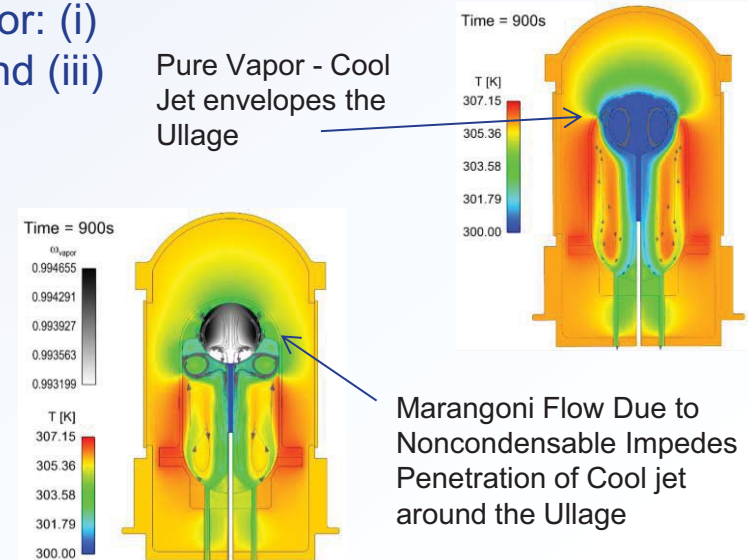 or: (i)
nd (iii)
Pure Vapor - Cool
Jet envelopes the
Ullage
Time = 900s
T [K]
307.15
305.36
303.58
301.79
300.00
Time = 900s
ωvapor
0.994655
0.994291
0.993927
0.993563
0.993199
T [K]
307.15
305.36
303.58
301.79
300.00
Marangoni Flow Due to
Noncondensable Impedes
Penetration of Cool jet
around the Ullage